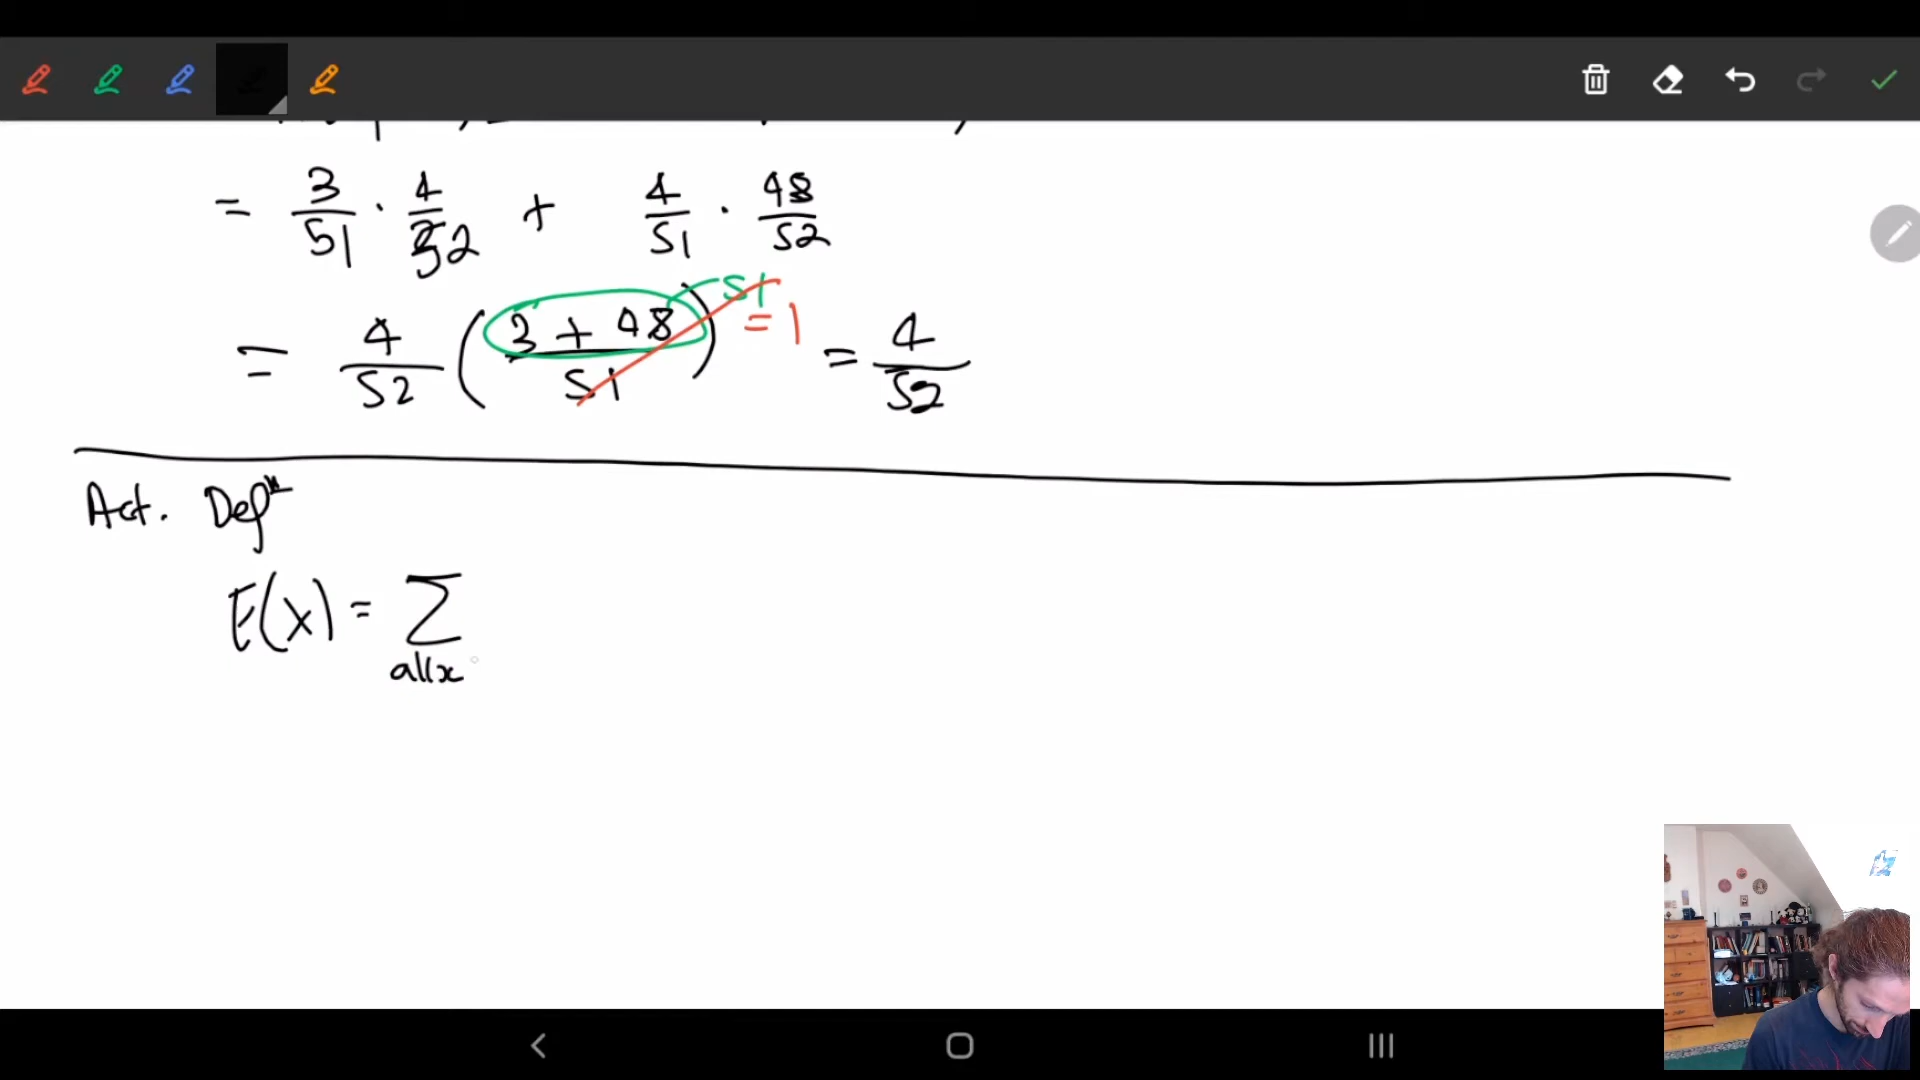 = 3/51 · 4/52 + 4/51 · 48/52
= 4/52 ( 3 + 48 / 51 ) 51 = 1 = 4/52
Act. Defⁿ
E(X) = ∑
all x